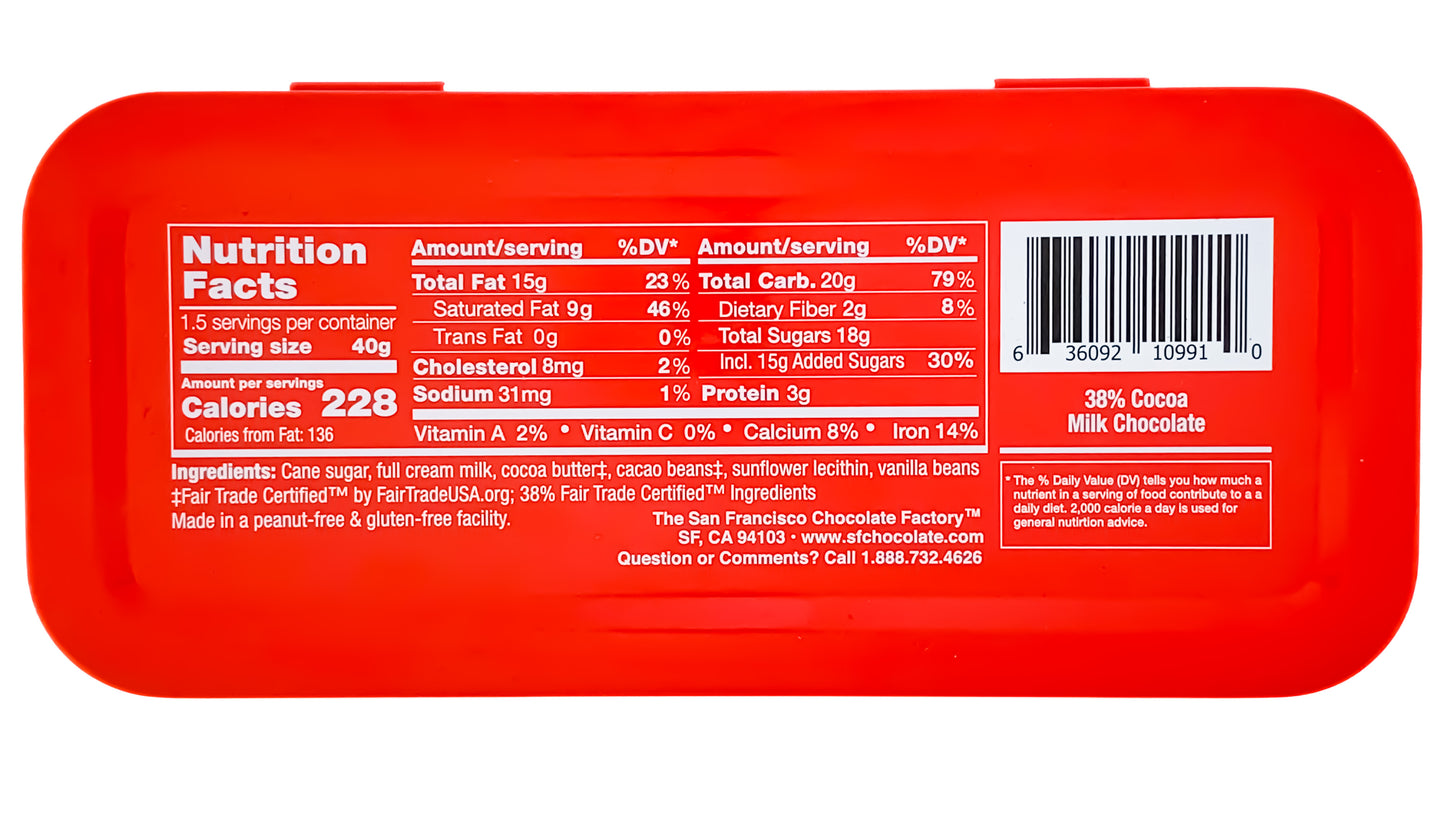 Nutrition
Facts
1.5 servings per container
Serving size 40g
Amount per servings
Calories 228
Calories from Fat: 136
Amount/serving %DV*
Total Fat 15g 23%
Saturated Fat 9g 46%
Trans Fat 0g 0%
Cholesterol 8mg 2%
Sodium 31mg 1%
Amount/serving %DV*
Total Carb. 20g 79%
Dietary Fiber 2g 8%
Total Sugars 18g
Incl. 15g Added Sugars 30%
Protein 3g
Vitamin A 2% • Vitamin C 0% • Calcium 8% • Iron 14%
Ingredients: Cane sugar, full cream milk, cocoa butter‡, cacao beans‡, sunflower lecithin, vanilla beans
‡Fair Trade Certified™ by FairTradeUSA.org; 38% Fair Trade Certified™ Ingredients
Made in a peanut-free & gluten-free facility.
The San Francisco Chocolate Factory™
SF, CA 94103 · www.sfchocolate.com
Question or Comments? Call 1.888.732.4626
6 36092 10991 0
38% Cocoa
Milk Chocolate
* The % Daily Value (DV) tells you how much a
nutrient in a serving of food contribute to a a
daily diet. 2,000 calorie a day is used for
general nutirtion advice.